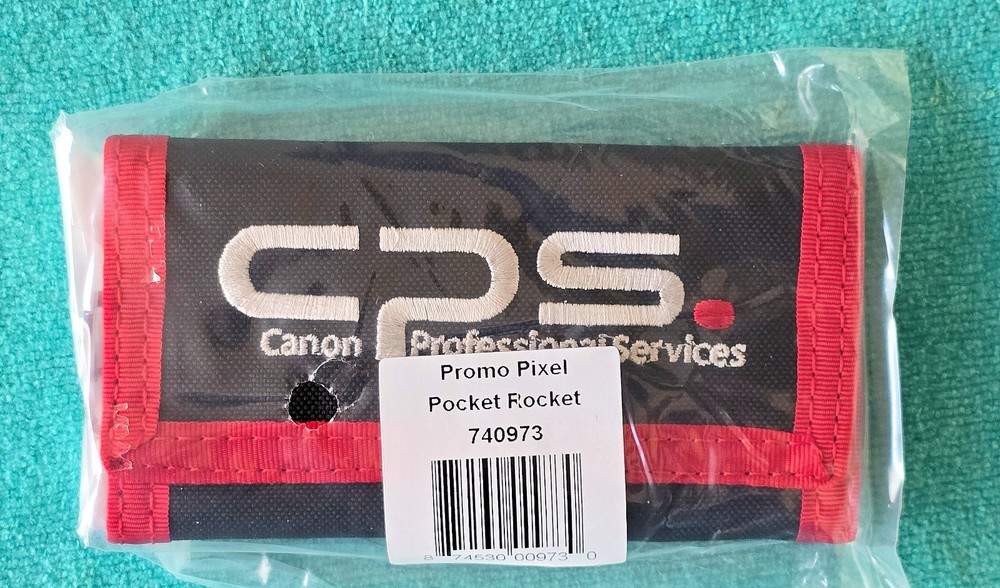 cps.
Canon Professional Services
Promo Pixel
Pocket Rocket
740973
8 74530 00973 0